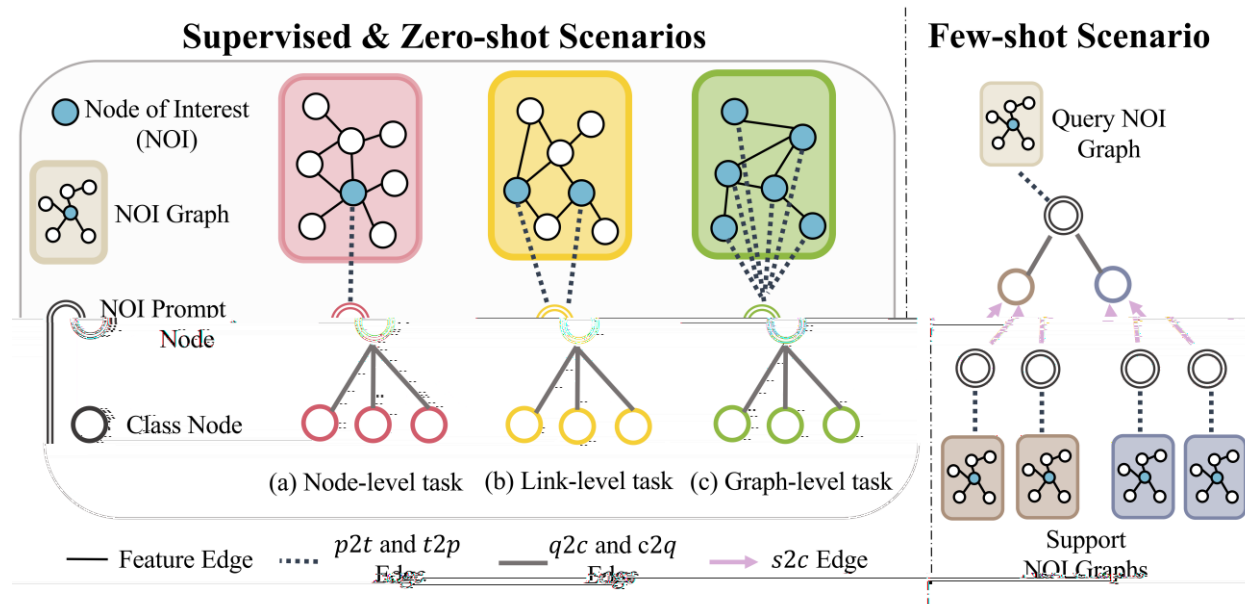 Supervised & Zero-shot Scenarios
Few-shot Scenario
Node of Interest
(NOI)
NOI Graph
NOI Prompt
Node
Class Node
(a) Node-level task
(b) Link-level task
(c) Graph-level task
Query NOI
Graph
Support
NOI Graphs
Feature Edge
p2t and t2p
Edge
q2c and c2q
Edge
s2c Edge